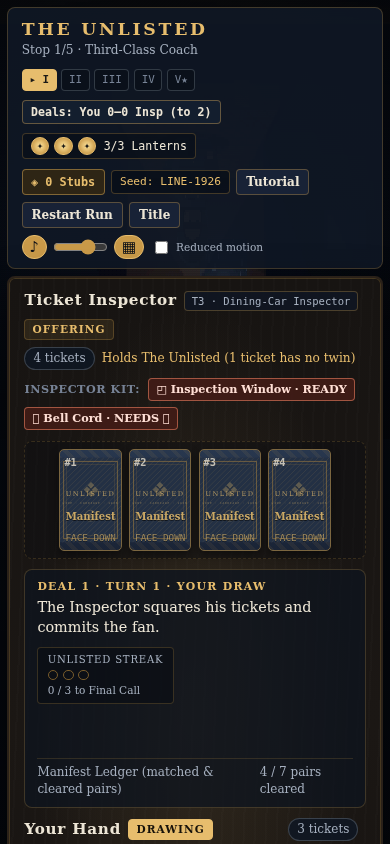 THE UNLISTED
Stop 1/5 · Third-Class Coach
▸ I II III IV V★
Deals: You 0—0 Insp (to 2)
3/3 Lanterns
◈ 0 Stubs Seed: LINE-1926 Tutorial
Restart Run Title
♪ ▦ Reduced motion
Ticket Inspector T3 · Dining-Car Inspector
OFFERING
4 tickets Holds The Unlisted (1 ticket has no twin)
INSPECTOR KIT: ◰ Inspection Window · READY
Bell Cord · NEEDS
#1 #2 #3 #4
UNLISTED UNLISTED UNLISTED UNLISTED
Manifest Manifest Manifest Manifest
FACE DOWN FACE DOWN FACE DOWN FACE DOWN
DEAL 1 · TURN 1 · YOUR DRAW
The Inspector squares his tickets and
commits the fan.
UNLISTED STREAK
○ ○ ○
0 / 3 to Final Call
Manifest Ledger (matched & 4 / 7 pairs
cleared pairs) cleared
Your Hand DRAWING 3 tickets